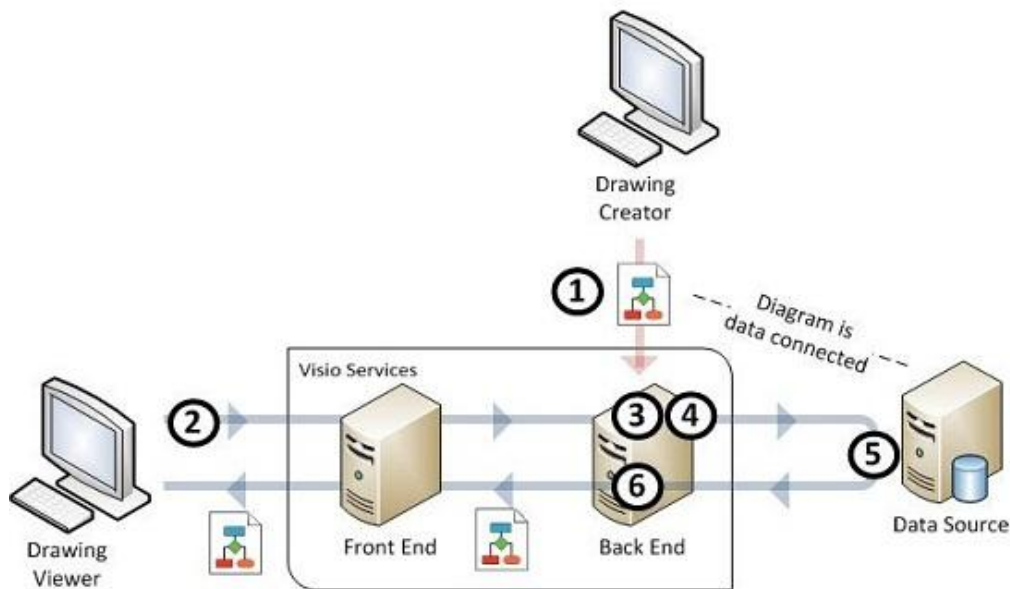 Drawing
Creator
1
Diagram is
data connected
Visio Services
2
3
4
5
6
Drawing
Viewer
Front End
Back End
Data Source